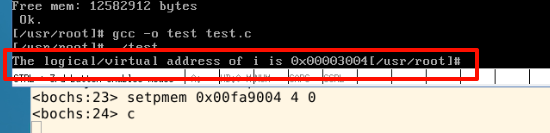 Free mem: 12582912 bytes
Ok.
[/usr/root]# gcc -o test test.c
[/usr/root]# ./test
The logical/virtual address of i is 0x00003004[/usr/root]#
<bochs:23> setpmem 0x00fa9004 4 0
<bochs:24> c